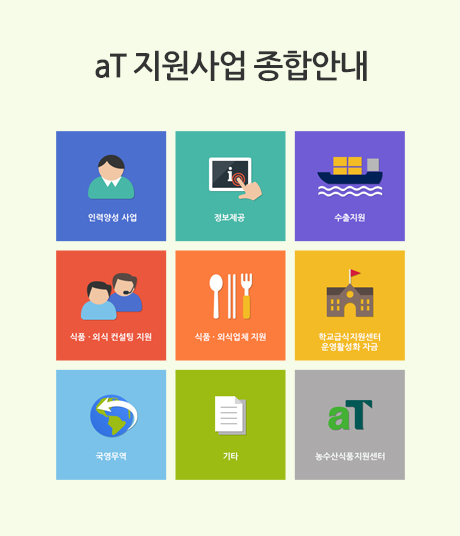 aT 지원사업 종합안내
인력양성 사업
i
정보제공
수출지원
식품 · 외식 컨설팅 지원
식품 · 외식업체 지원
학교급식지원센터
운영활성화 자금
국영무역
기타
aT
농수산식품지원센터